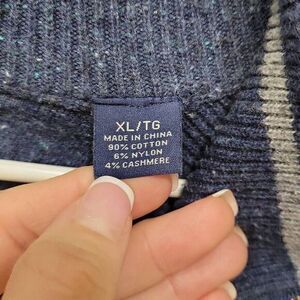 XL/TG
MADE IN CHINA
90% COTTON
6% NYLON
4% CASHMERE